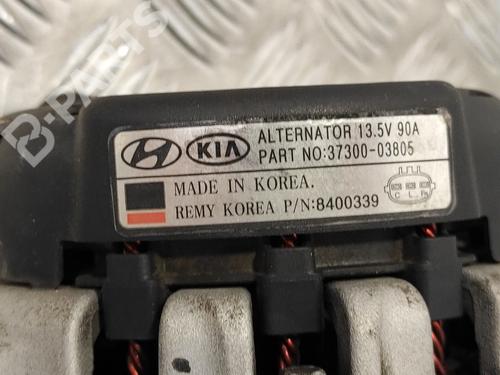 B-PARTS
KIA
ALTERNATOR 13.5V 90A
PART NO:37300-03805
MADE IN KOREA.
REMY KOREA P/N:8400339
C L